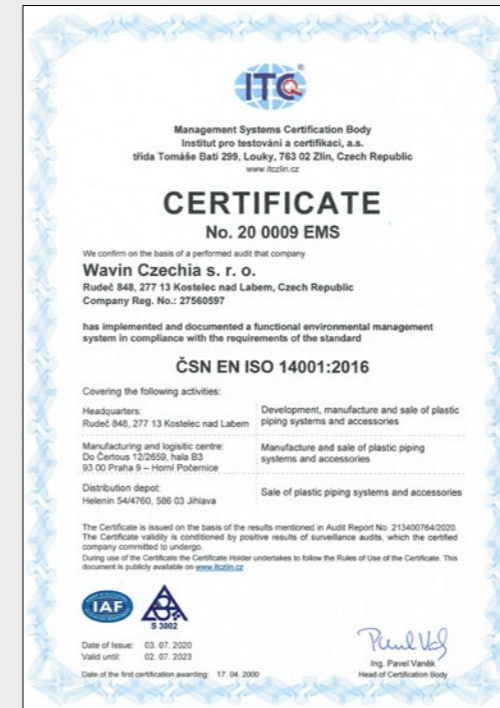 ITC
®
Management Systems Certification Body
Institut pro testování a certifikaci, a.s.
třída Tomáše Bati 299, Louky, 763 02 Zlín, Czech Republic
www.itczlin.cz
CERTIFICATE
No. 20 0009 EMS
We confirm on the basis of a performed audit that company
Wavin Czechia s. r. o.
Rudeč 848, 277 13 Kostelec nad Labem, Czech Republic
Company Reg. No.: 27560597
has implemented and documented a functional environmental management
system in compliance with the requirements of the standard
ČSN EN ISO 14001:2016
Covering the following activities:
Headquarters:
Rudeč 848, 277 13 Kostelec nad Labem
Development, manufacture and sale of plastic
piping systems and accessories
Manufacturing and logisitic centre:
Do Čertous 12/2659, hala B3
93 00 Praha 9 – Horní Počernice
Manufacture and sale of plastic piping
systems and accessories
Distribution depot:
Helenín 54/4760, 586 03 Jihlava
Sale of plastic piping systems and accessories
The Certificate is issued on the basis of the results mentioned in Audit Report No. 213400764/2020.
The Certificate validity is conditioned by positive results of surveillance audits, which the certified
company committed to undergo.
During use of the Certificate the Certificate Holder undertakes to follow the Rules of Use of the Certificate. This
document is publicly available on www.itczlin.cz
IAF
S 3002
Date of Issue: 03. 07. 2020
Valid until: 02. 07. 2023
Date of the first certification awarding: 17. 04. 2000
Ing. Pavel Vaněk
Head of Certification Body